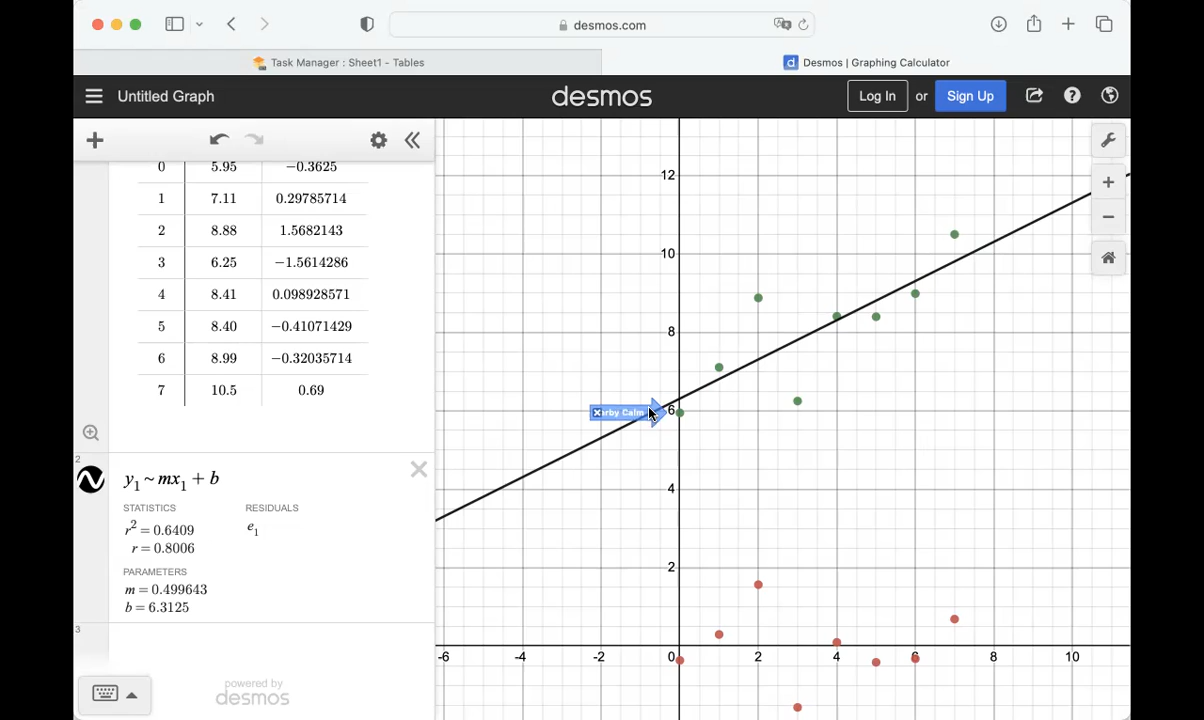 desmos.com
Task Manager : Sheet1 - Tables
d Desmos | Graphing Calculator
Untitled Graph
desmos
Log In or Sign Up
0 5.95 −0.3625
1 7.11 0.29785714
2 8.88 1.5682143
3 6.25 −1.5614286
4 8.41 0.098928571
5 8.40 −0.41071429
6 8.99 −0.32035714
7 10.5 0.69
2
y₁ ~ mx₁ + b
STATISTICS RESIDUALS
r² = 0.6409 e₁
r = 0.8006
PARAMETERS
m = 0.499643
b = 6.3125
3
powered by
desmos
12
10
8
6
4
2
-6 -4 -2 0 2 4 6 8 10
Calm